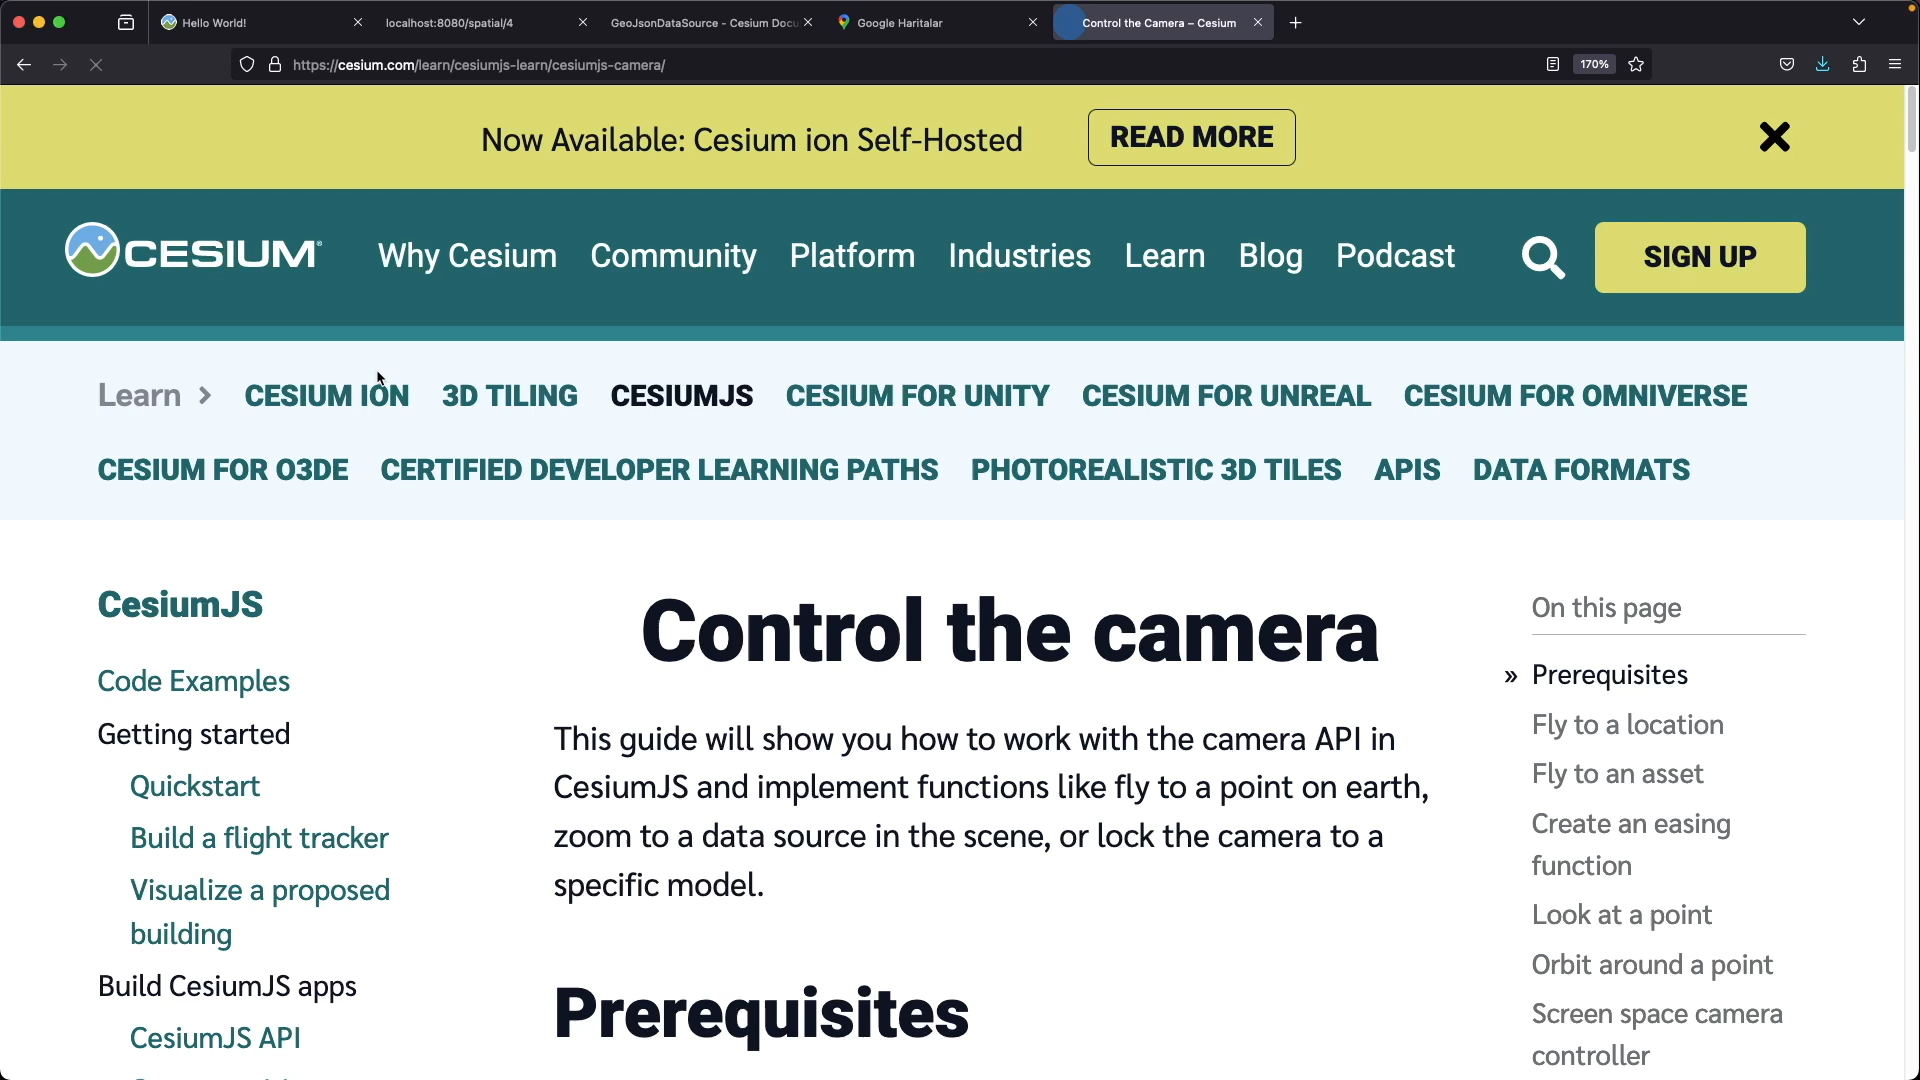 Hello World!
localhost:8080/spatial/4
GeoJsonDataSource - Cesium Docu
Google Haritalar
Control the Camera – Cesium
https://cesium.com/learn/cesiumjs-learn/cesiumjs-camera/
170%
Now Available: Cesium ion Self-Hosted
READ MORE
CESIUM
Why Cesium
Community
Platform
Industries
Learn
Blog
Podcast
SIGN UP
Learn
CESIUM ION
3D TILING
CESIUMJS
CESIUM FOR UNITY
CESIUM FOR UNREAL
CESIUM FOR OMNIVERSE
CESIUM FOR O3DE
CERTIFIED DEVELOPER LEARNING PATHS
PHOTOREALISTIC 3D TILES
APIS
DATA FORMATS
CesiumJS
Code Examples
Getting started
Quickstart
Build a flight tracker
Visualize a proposed
building
Build CesiumJS apps
CesiumJS API
Control the camera
This guide will show you how to work with the camera API in
CesiumJS and implement functions like fly to a point on earth,
zoom to a data source in the scene, or lock the camera to a
specific model.
Prerequisites
On this page
» Prerequisites
Fly to a location
Fly to an asset
Create an easing
function
Look at a point
Orbit around a point
Screen space camera
controller